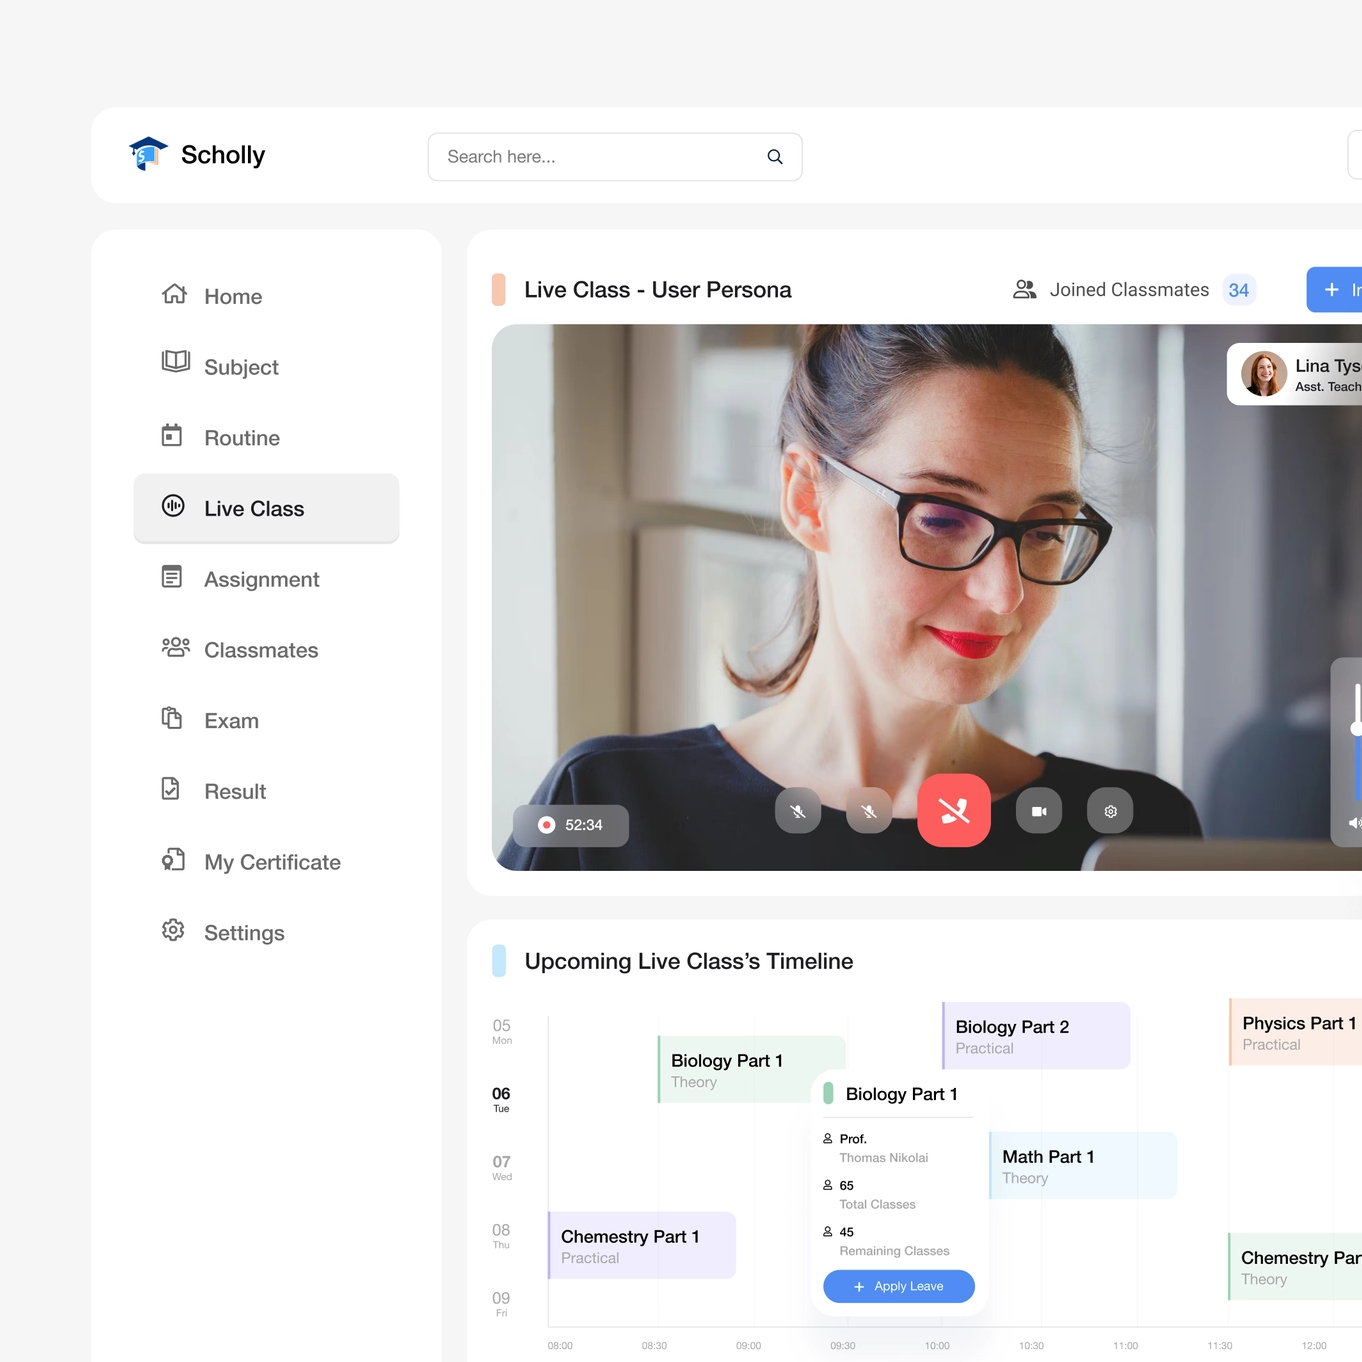 Scholly
Search here...
Home
Subject
Routine
Live Class
Assignment
Classmates
Exam
Result
My Certificate
Settings
Live Class - User Persona
Joined Classmates 34
Lina
Asst.
52:34
Upcoming Live Class’s Timeline
05
Mon
06
Tue
07
Wed
08
Thu
09
Fri
Biology Part 1
Theory
Biology Part 2
Practical
Physics Part 1
Practical
Biology Part 1
Prof.
Thomas Nikolai
65
Total Classes
45
Remaining Classes
Apply Leave
Math Part 1
Theory
Chemestry Part 1
Practical
Chemestry
Theory
08:00 08:30 09:00 09:30 10:00 10:30 11:00 11:30 12:00